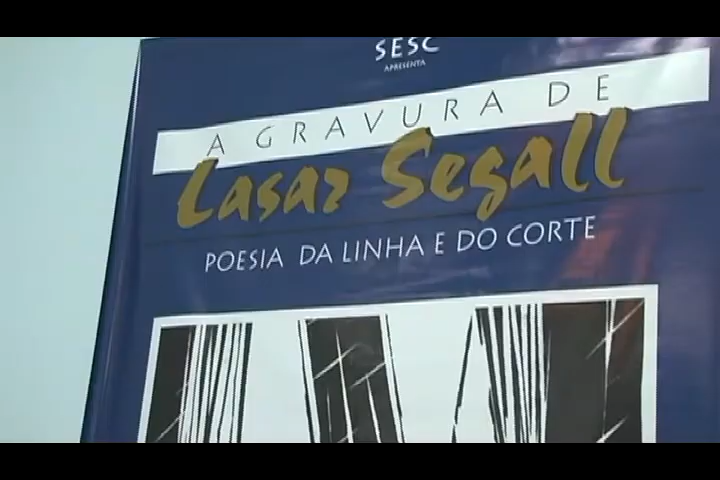 SESC
APRESENTA
A GRAVURA DE
Lasar Segall
POESIA DA LINHA E DO CORTE